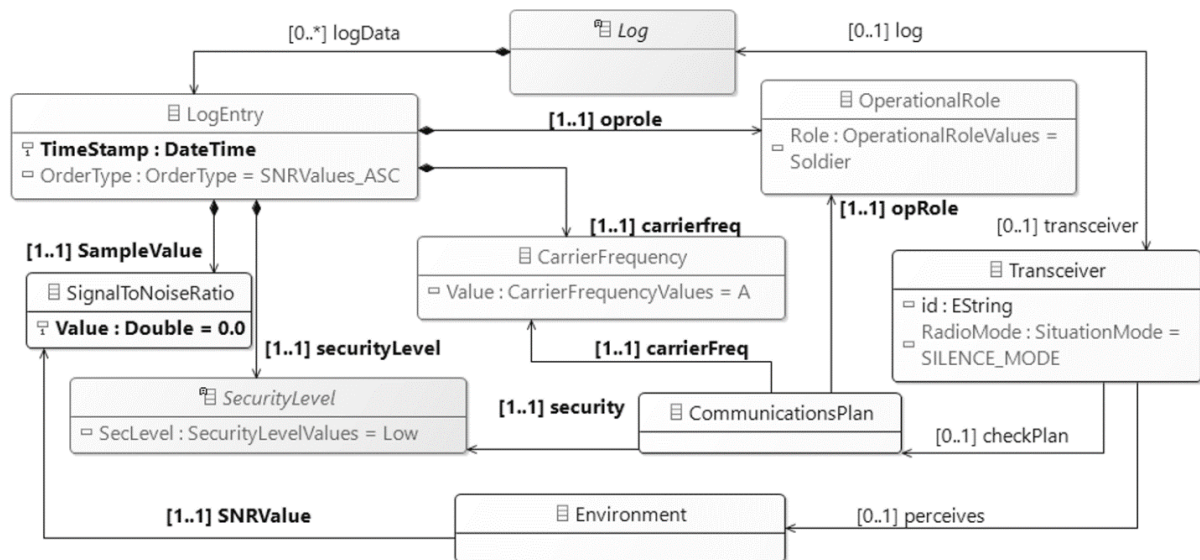 [0..*] logData
Log
[0..1] log
LogEntry
TimeStamp : DateTime
OrderType : OrderType = SNRValues_ASC
[1..1] oprole
OperationalRole
Role : OperationalRoleValues =
Soldier
[1..1] opRole
[0..1] transceiver
[1..1] carrierfreq
[1..1] SampleValue
CarrierFrequency
Value : CarrierFrequencyValues = A
Transceiver
id : EString
RadioMode : SituationMode =
SILENCE_MODE
SignalToNoiseRatio
Value : Double = 0.0
[1..1] securityLevel
[1..1] carrierFreq
SecurityLevel
SecLevel : SecurityLevelValues = Low
[1..1] security
CommunicationsPlan
[0..1] checkPlan
[1..1] SNRValue
Environment
[0..1] perceives